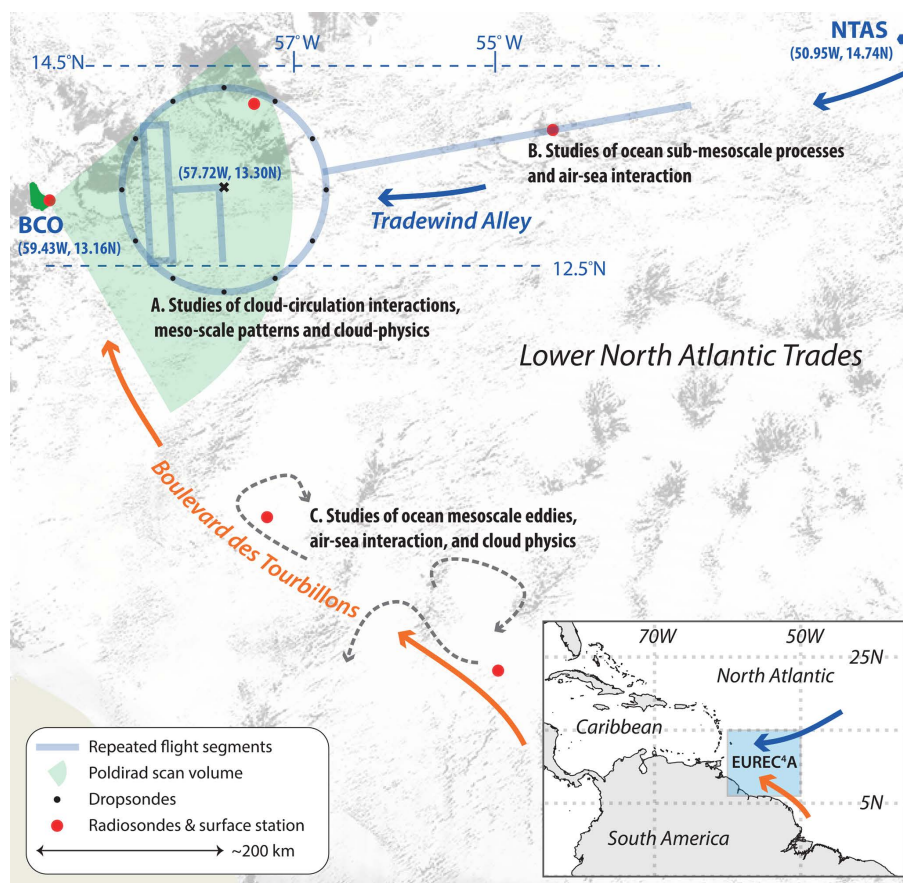 NTAS
(50.95W, 14.74N)
57°W
55°W
14.5°N
B. Studies of ocean sub-mesoscale processes
and air-sea interaction
(57.72W, 13.30N)
Tradewind Alley
BCO
(59.43W, 13.16N)
12.5°N
A. Studies of cloud-circulation interactions,
meso-scale patterns and cloud-physics
Lower North Atlantic Trades
Boulevard des Tourbillons
C. Studies of ocean mesoscale eddies,
air-sea interaction, and cloud physics
Repeated flight segments
Poldirad scan volume
Dropsondes
Radiosondes & surface station
~200 km
70W
50W
25N
North Atlantic
Caribbean
EUREC⁴A
5N
South America